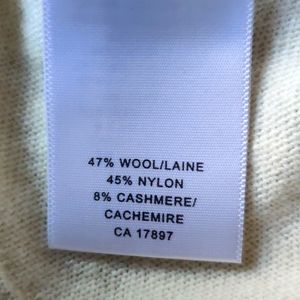 47% WOOL/LAINE
45% NYLON
8% CASHMERE/
CACHEMIRE
CA 17897